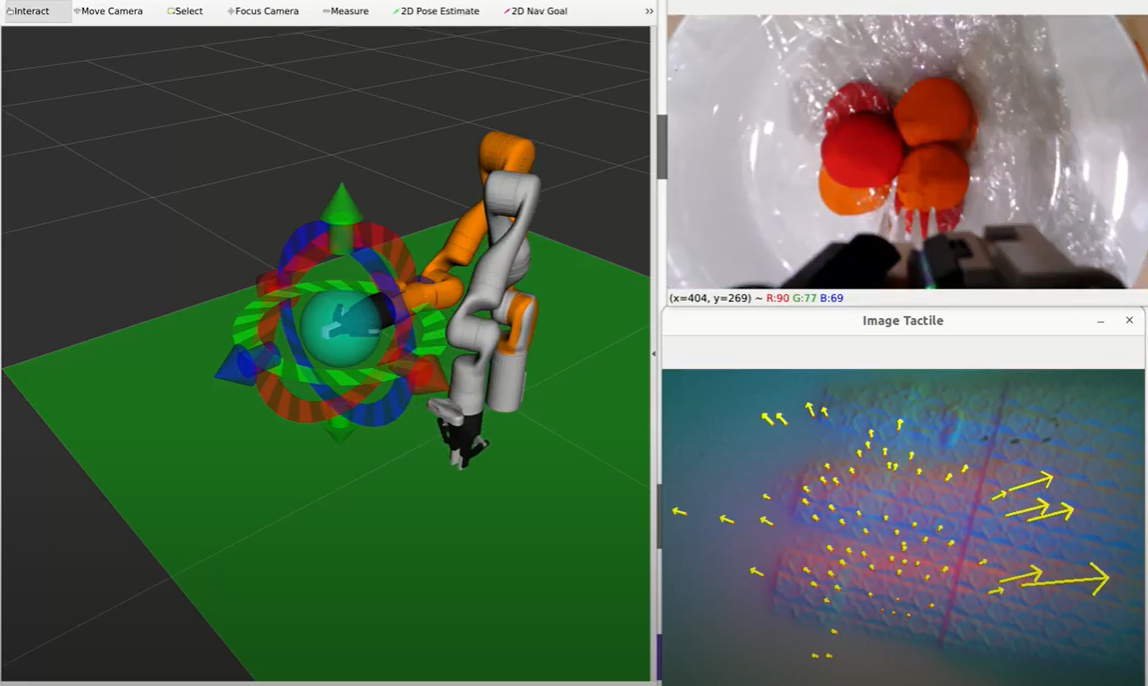 Interact Move Camera Select Focus Camera Measure 2D Pose Estimate 2D Nav Goal »
(x=404, y=269) ~ R:90 G:77 B:69
Image Tactile